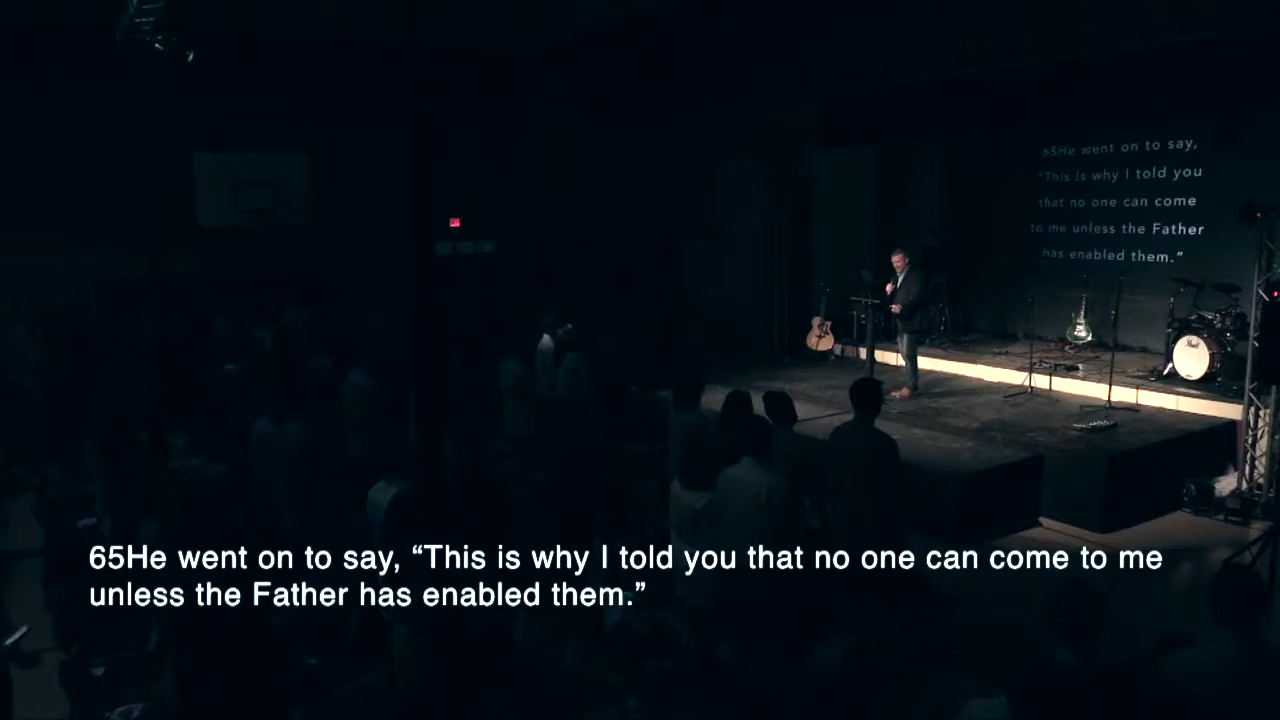 65He went on to say,
"This is why I told you
that no one can come
to me unless the Father
has enabled them."
65He went on to say, “This is why I told you that no one can come to me
unless the Father has enabled them.”